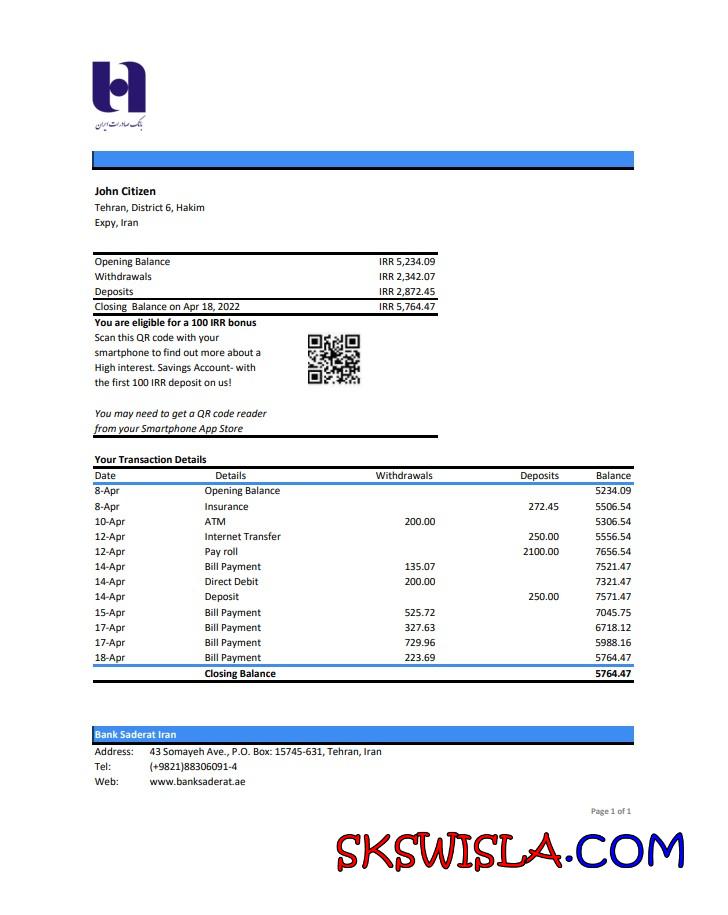 بانک صادرات ایران
John Citizen
Tehran, District 6, Hakim
Expy, Iran
Opening Balance IRR 5,234.09
Withdrawals IRR 2,342.07
Deposits IRR 2,872.45
Closing Balance on Apr 18, 2022 IRR 5,764.47
You are eligible for a 100 IRR bonus
Scan this QR code with your
smartphone to find out more about a
High interest. Savings Account- with
the first 100 IRR deposit on us!
You may need to get a QR code reader
from your Smartphone App Store
Your Transaction Details
Date Details Withdrawals Deposits Balance
8-Apr Opening Balance 5234.09
8-Apr Insurance 272.45 5506.54
10-Apr ATM 200.00 5306.54
12-Apr Internet Transfer 250.00 5556.54
12-Apr Pay roll 2100.00 7656.54
14-Apr Bill Payment 135.07 7521.47
14-Apr Direct Debit 200.00 7321.47
14-Apr Deposit 250.00 7571.47
15-Apr Bill Payment 525.72 7045.75
17-Apr Bill Payment 327.63 6718.12
17-Apr Bill Payment 729.96 5988.16
18-Apr Bill Payment 223.69 5764.47
Closing Balance 5764.47
Bank Saderat Iran
Address: 43 Somayeh Ave., P.O. Box: 15745-631, Tehran, Iran
Tel: (+9821)88306091-4
Web: www.banksaderat.ae
Page 1 of 1
SKSWISLA.COM